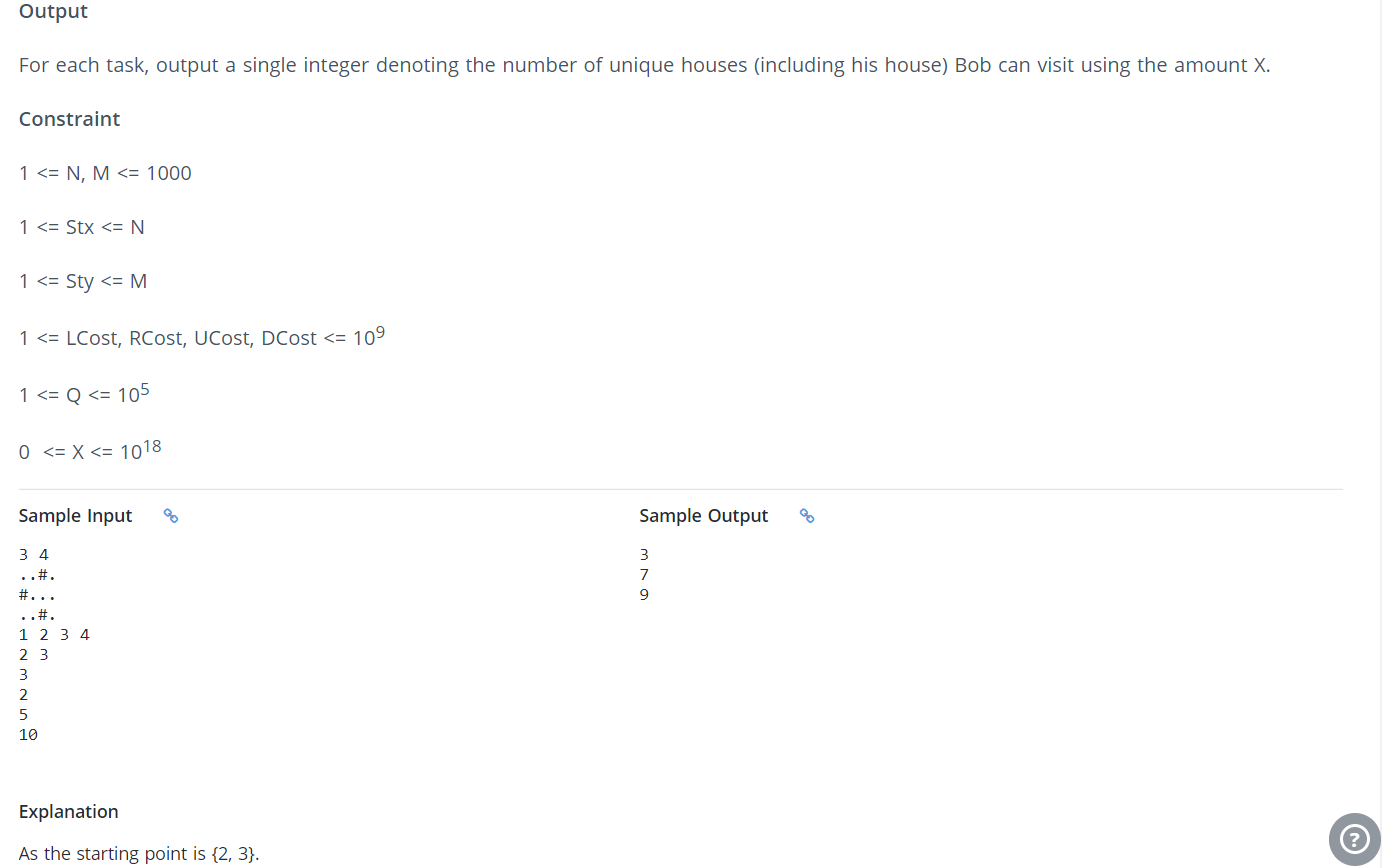 Output
For each task, output a single integer denoting the number of unique houses (including his house) Bob can visit using the amount X.
Constraint
1 <= N, M <= 1000
1 <= Stx <= N
1 <= Sty <= M
1 <= LCost, RCost, UCost, DCost <= 10^9
1 <= Q <= 10^5
0  <= X <= 10^18
Sample Input
3 4
..#.
#...
..#.
1 2 3 4
2 3
3
2
5
10
Sample Output
3
7
9
Explanation
As the starting point is {2, 3}.
?